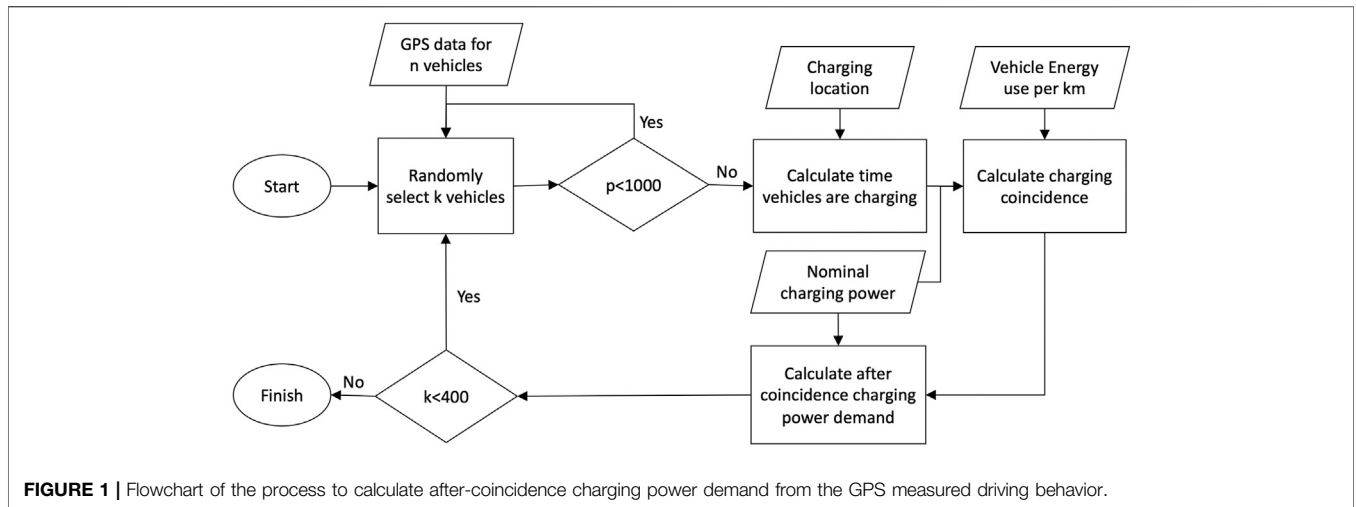 GPS data for
n vehicles
Charging
location
Vehicle Energy
use per km
Yes
Start
Randomly
select k vehicles
p<1000
No
Calculate time
vehicles are charging
Calculate charging
coincidence
Nominal
charging power
Yes
Finish
No
k<400
Calculate after
coincidence charging
power demand
FIGURE 1 | Flowchart of the process to calculate after-coincidence charging power demand from the GPS measured driving behavior.